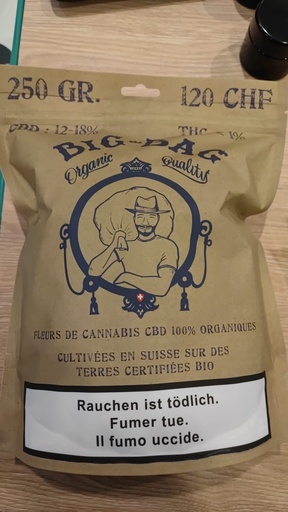 250 GR. 120 CHF
CBD : 12-18% THC 1%
BIG-BAG
Organic Quality
FLEURS DE CANNABIS CBD 100% ORGANIQUES
CULTIVÉES EN SUISSE SUR DES
TERRES CERTIFIÉES BIO
Rauchen ist tödlich.
Fumer tue.
Il fumo uccide.